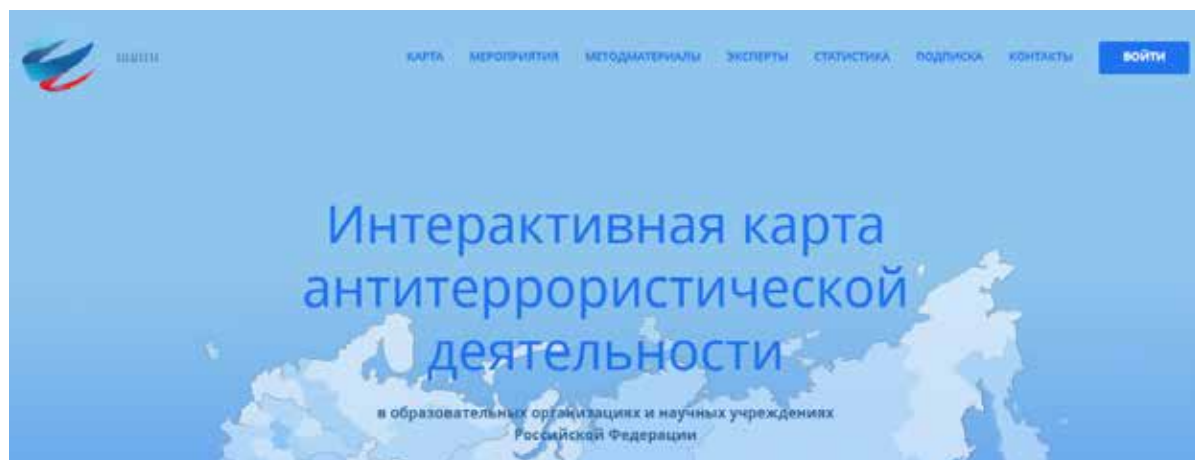 КАРТА МЕРОПРИЯТИЯ МЕТОДМАТЕРИАЛЫ ЭКСПЕРТЫ СТАТИСТИКА ПОДПИСКА КОНТАКТЫ ВОЙТИ
Интерактивная карта
антитеррористической
деятельности
в образовательных организациях и научных учреждениях
Российской Федерации